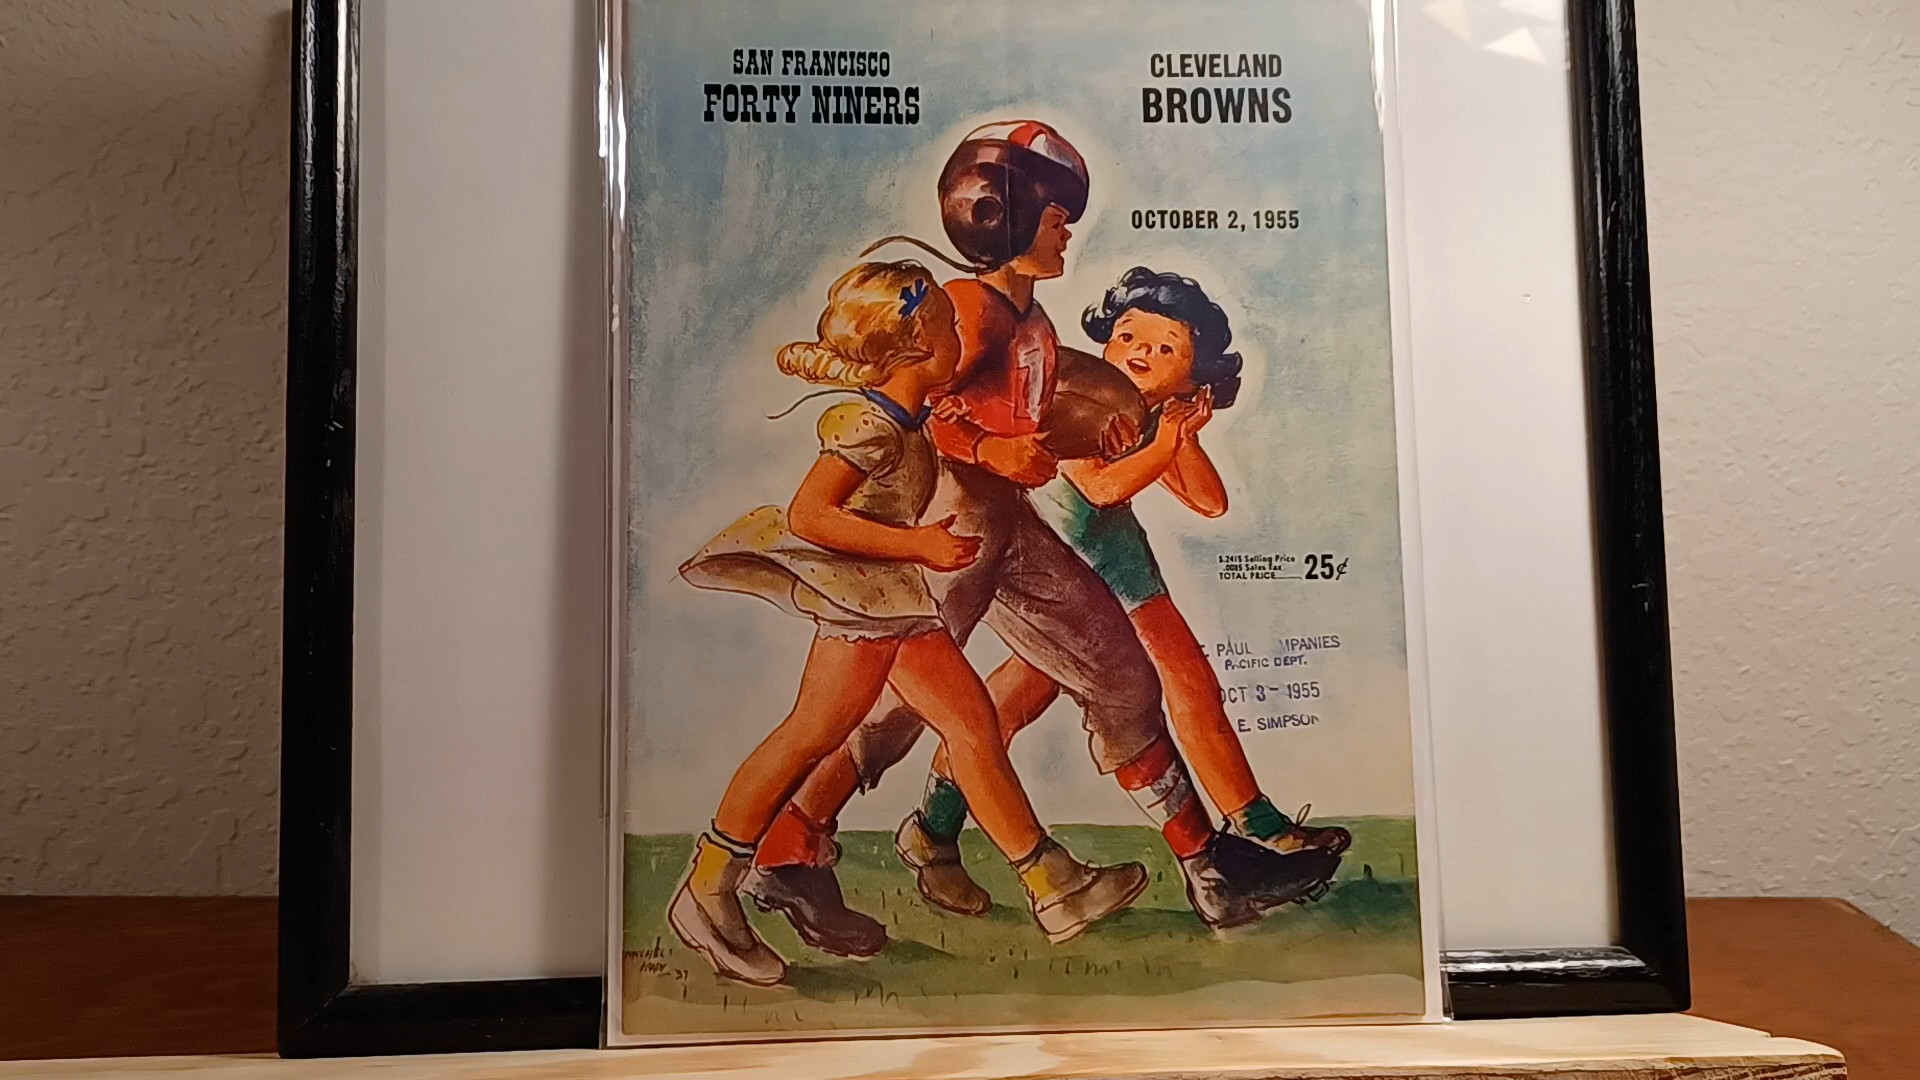 SAN FRANCISCO
FORTY NINERS
CLEVELAND
BROWNS
OCTOBER 2, 1955
$.2415 Selling Price
.0085 Sales Tax
TOTAL PRICE 25¢
PAUL MPANIES
PACIFIC DEPT.
OCT 3- 1955
E. SIMPSON